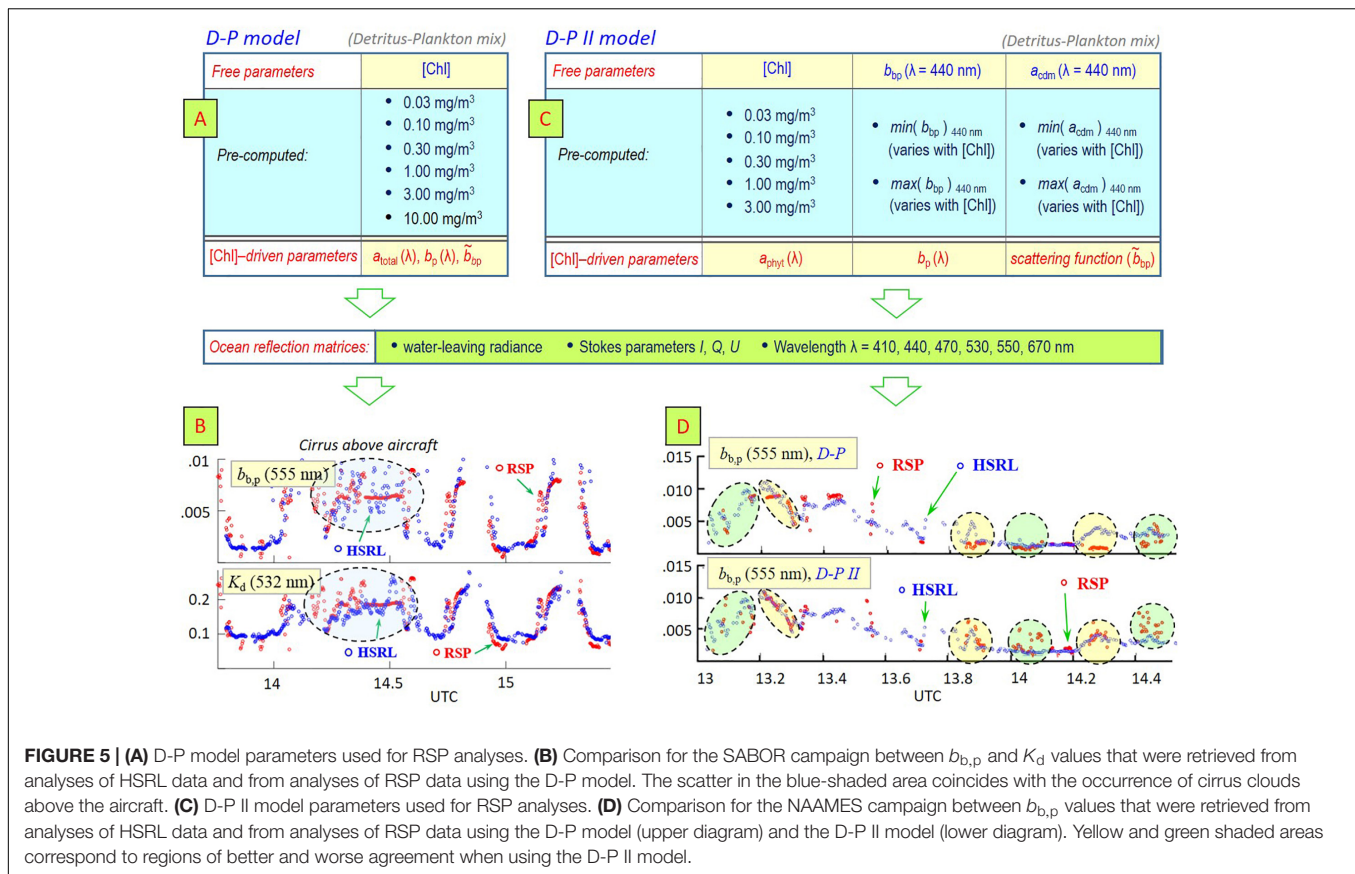 D-P model (Detritus-Plankton mix)
Free parameters [Chl]
A
Pre-computed:
• 0.03 mg/m³
• 0.10 mg/m³
• 0.30 mg/m³
• 1.00 mg/m³
• 3.00 mg/m³
• 10.00 mg/m³
[Chl]–driven parameters a_total (λ), b_p (λ), b̃_bp
D-P II model (Detritus-Plankton mix)
Free parameters [Chl] b_bp (λ = 440 nm) a_cdm (λ = 440 nm)
C
Pre-computed:
• 0.03 mg/m³
• 0.10 mg/m³
• 0.30 mg/m³
• 1.00 mg/m³
• 3.00 mg/m³
• min( b_bp ) 440 nm
(varies with [Chl])
• max( b_bp ) 440 nm
(varies with [Chl])
• min( a_cdm ) 440 nm
(varies with [Chl])
• max( a_cdm ) 440 nm
(varies with [Chl])
[Chl]–driven parameters a_phyt (λ) b_p (λ) scattering function (b̃_bp)
Ocean reflection matrices: • water-leaving radiance • Stokes parameters I, Q, U • Wavelength λ = 410, 440, 470, 530, 550, 670 nm
B
Cirrus above aircraft
.01
b_b,p (555 nm)
RSP
.005
HSRL
0.2
K_d (532 nm)
0.1
HSRL
RSP
14 14.5 15
UTC
D
.015
b_b,p (555 nm), D-P
RSP
HSRL
.010
.005
.015
b_b,p (555 nm), D-P II
HSRL
RSP
.010
.005
13 13.2 13.4 13.6 13.8 14 14.2 14.4
UTC
FIGURE 5 | (A) D-P model parameters used for RSP analyses. (B) Comparison for the SABOR campaign between b_b,p and K_d values that were retrieved from
analyses of HSRL data and from analyses of RSP data using the D-P model. The scatter in the blue-shaded area coincides with the occurrence of cirrus clouds
above the aircraft. (C) D-P II model parameters used for RSP analyses. (D) Comparison for the NAAMES campaign between b_b,p values that were retrieved from
analyses of HSRL data and from analyses of RSP data using the D-P model (upper diagram) and the D-P II model (lower diagram). Yellow and green shaded areas
correspond to regions of better and worse agreement when using the D-P II model.